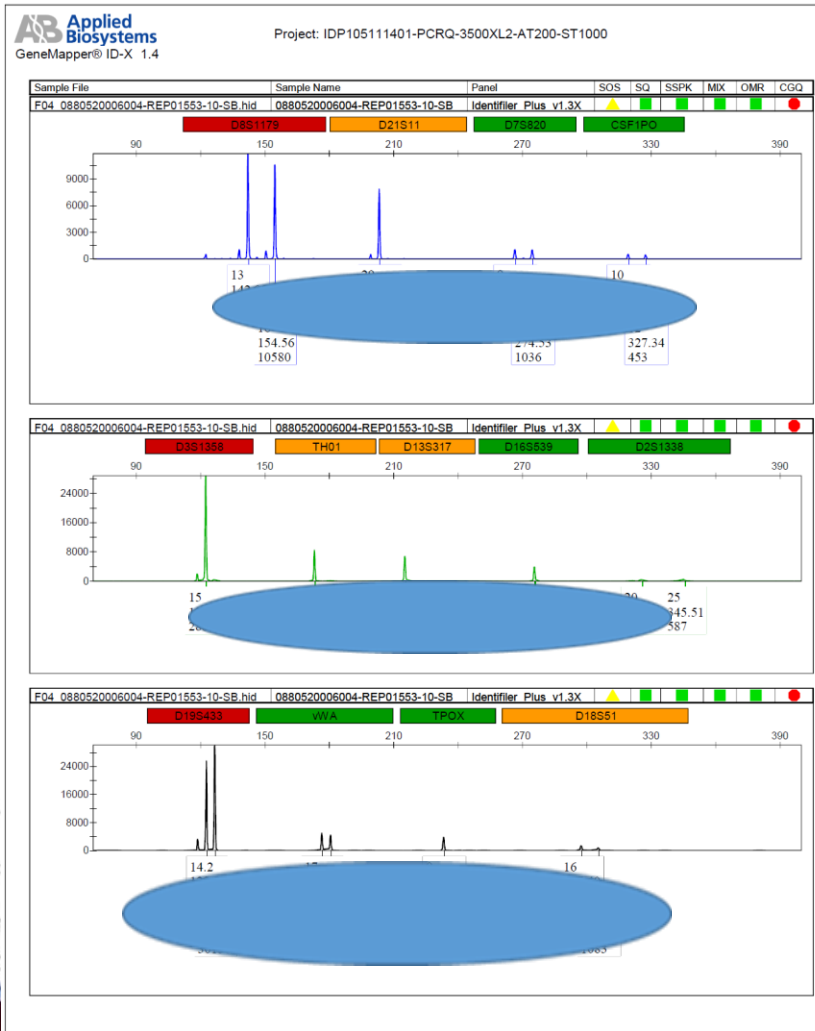 AB Applied
Biosystems
GeneMapper® ID-X 1.4
Project: IDP105111401-PCRQ-3500XL2-AT200-ST1000
Sample File Sample Name Panel SOS SQ SSPK MIX OMR CGQ
F04_0880520006004-REP01553-10-SB.hid 0880520006004-REP01553-10-SB Identifiler_Plus_v1.3X
D8S1179 D21S11 D7S820 CSF1PO
90 150 210 270 330 390
9000
6000
3000
0
13 10
154.56 274.53 327.34
10580 1036 453
F04_0880520006004-REP01553-10-SB.hid 0880520006004-REP01553-10-SB Identifiler_Plus_v1.3X
D3S1358 TH01 D13S317 D16S539 D2S1338
90 150 210 270 330 390
24000
16000
8000
0
15 25
345.51
587
F04_0880520006004-REP01553-10-SB.hid 0880520006004-REP01553-10-SB Identifiler_Plus_v1.3X
D19S433 vWA TPOX D18S51
90 150 210 270 330 390
24000
16000
8000
0
14.2 16